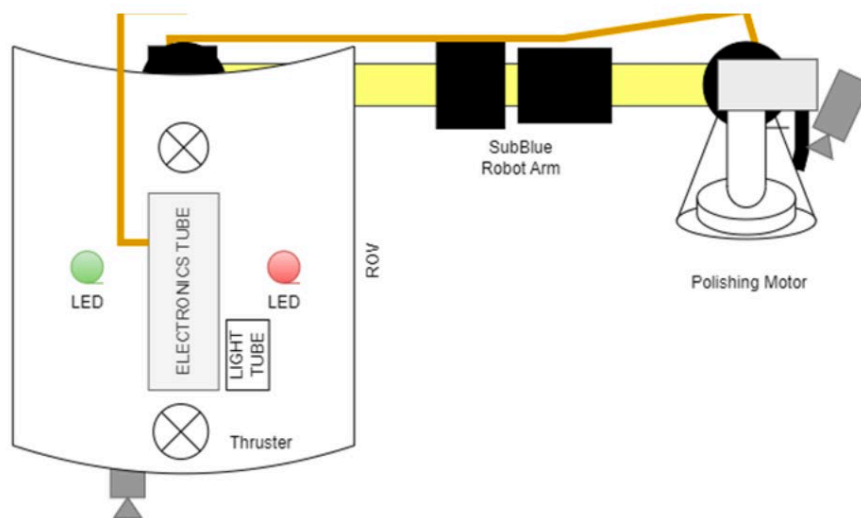 SubBlue
Robot Arm
ELECTRONICS TUBE
ROV
LED
LED
Polishing Motor
LIGHT
TUBE
Thruster